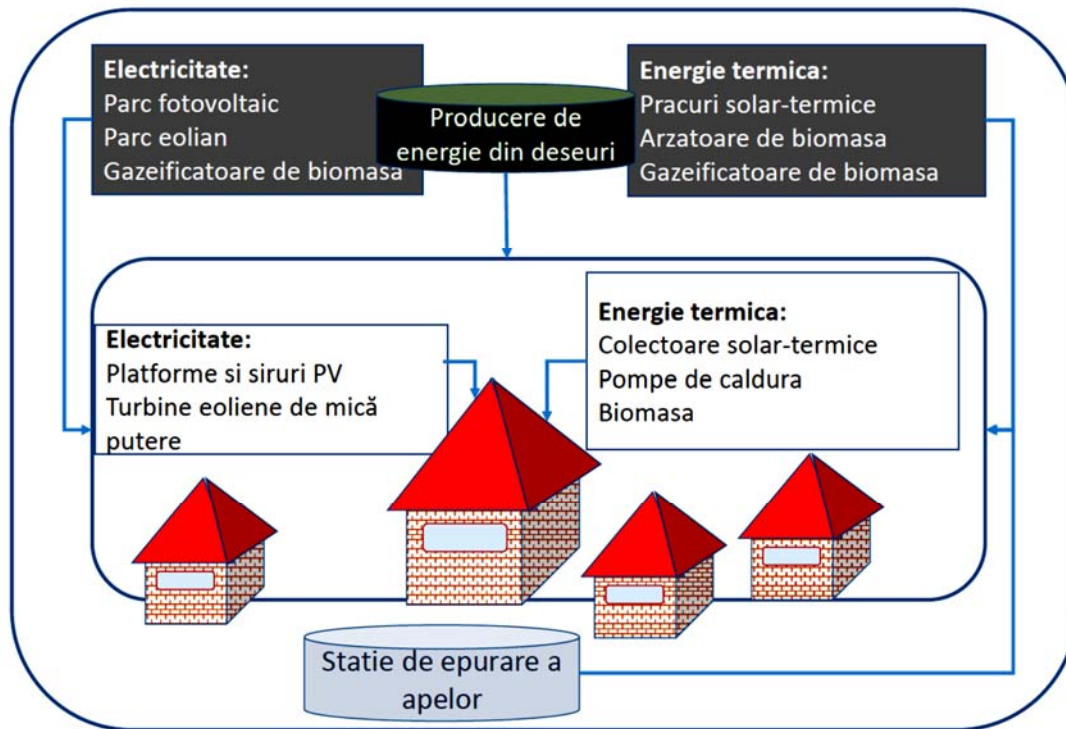 Electricitate:
Parc fotovoltaic
Parc eolian
Gazeificatoare de biomasa
Producere de
energie din deseuri
Energie termica:
Pracuri solar-termice
Arzatoare de biomasa
Gazeificatoare de biomasa
Electricitate:
Platforme si siruri PV
Turbine eoliene de mică
putere
Energie termica:
Colectoare solar-termice
Pompe de caldura
Biomasa
Statie de epurare a
apelor